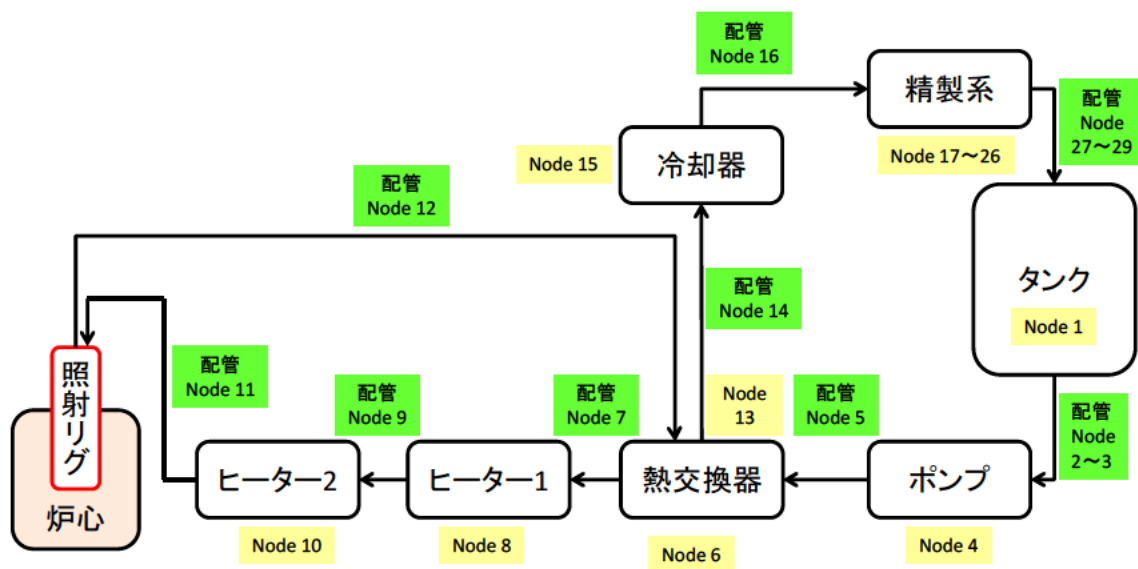 配管
Node 16
精製系
配管
Node
27～29
Node 15
冷却器
Node 17～26
配管
Node 12
タンク
Node 1
配管
Node 14
照射リグ
配管
Node 11
配管
Node 9
配管
Node 7
Node
13
配管
Node 5
配管
Node
2～3
ヒーター2
ヒーター1
熱交換器
ポンプ
炉心
Node 10
Node 8
Node 6
Node 4